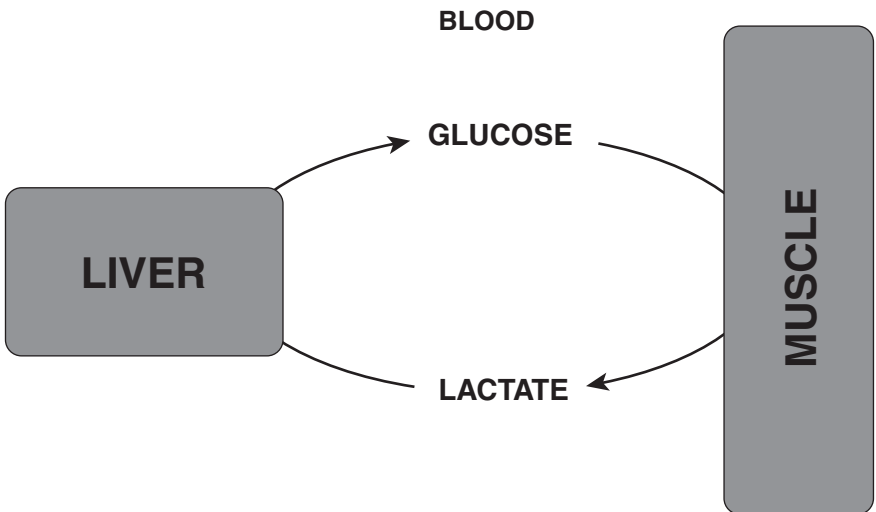 BLOOD
GLUCOSE
LIVER
MUSCLE
LACTATE